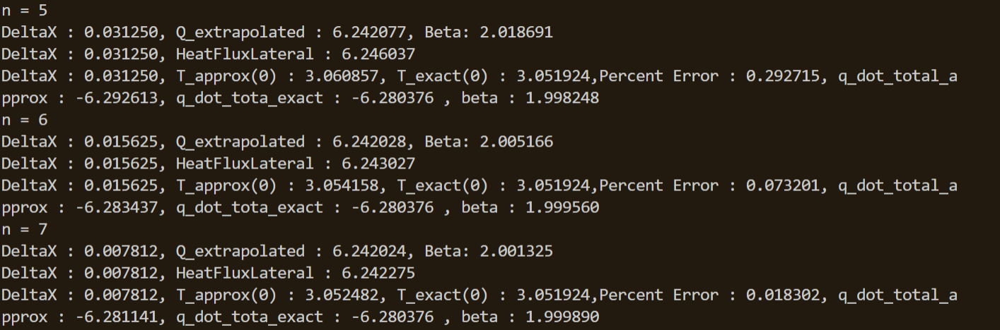 n = 5
DeltaX : 0.031250, Q_extrapolated : 6.242077, Beta: 2.018691
DeltaX : 0.031250, HeatFluxLateral : 6.246037
DeltaX : 0.031250, T_approx(0) : 3.060857, T_exact(0) : 3.051924,Percent Error : 0.292715, q_dot_total_a
pprox : -6.292613, q_dot_tota_exact : -6.280376 , beta : 1.998248
n = 6
DeltaX : 0.015625, Q_extrapolated : 6.242028, Beta: 2.005166
DeltaX : 0.015625, HeatFluxLateral : 6.243027
DeltaX : 0.015625, T_approx(0) : 3.054158, T_exact(0) : 3.051924,Percent Error : 0.073201, q_dot_total_a
pprox : -6.283437, q_dot_tota_exact : -6.280376 , beta : 1.999560
n = 7
DeltaX : 0.007812, Q_extrapolated : 6.242024, Beta: 2.001325
DeltaX : 0.007812, HeatFluxLateral : 6.242275
DeltaX : 0.007812, T_approx(0) : 3.052482, T_exact(0) : 3.051924,Percent Error : 0.018302, q_dot_total_a
pprox : -6.281141, q_dot_tota_exact : -6.280376 , beta : 1.999890